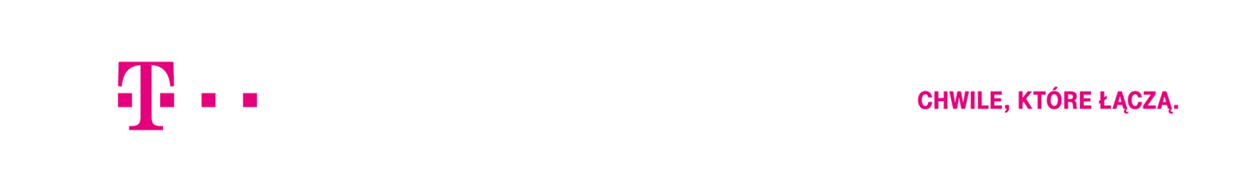 T
CHWILE, KTÓRE ŁĄCZĄ.